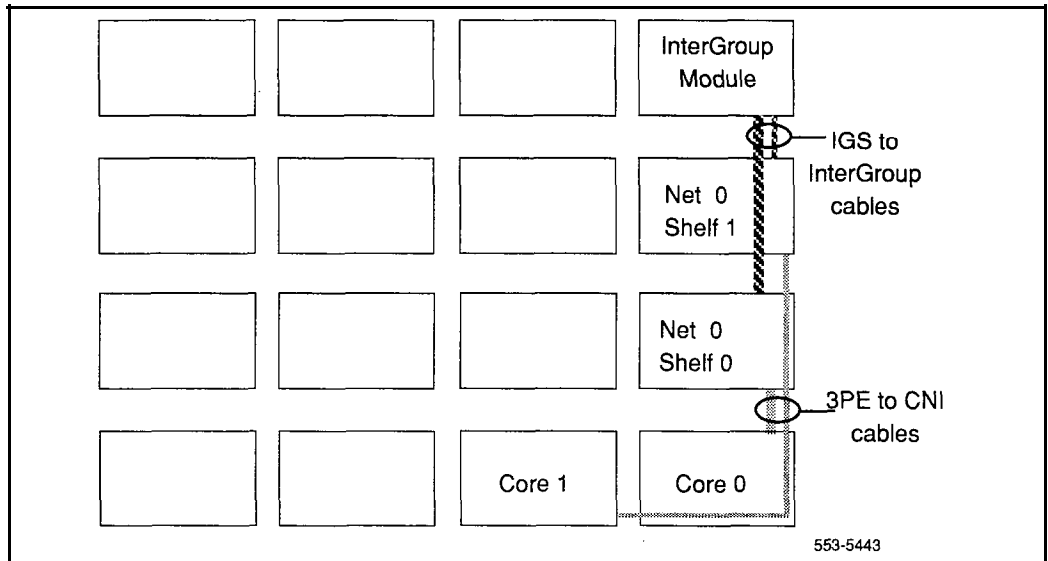 InterGroup
Module
IGS to
InterGroup
cables
Net 0
Shelf 1
Net 0
Shelf 0
3PE to CNI
cables
Core 1
Core 0
553-5443